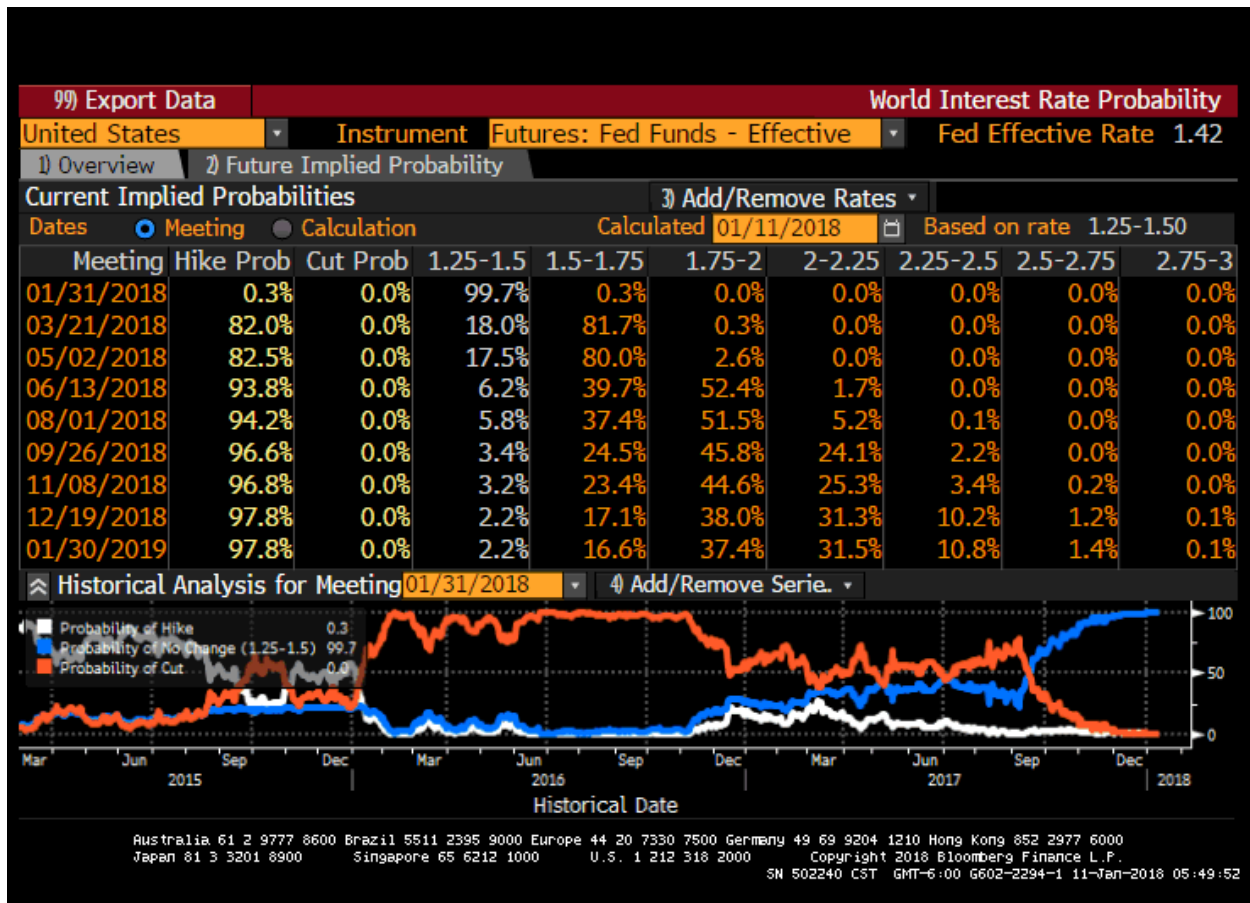 99) Export Data World Interest Rate Probability
United States Instrument Futures: Fed Funds - Effective Fed Effective Rate 1.42
1) Overview 2) Future Implied Probability
Current Implied Probabilities 3) Add/Remove Rates
Dates Meeting Calculation Calculated 01/11/2018 Based on rate 1.25-1.50
Meeting Hike Prob Cut Prob 1.25-1.5 1.5-1.75 1.75-2 2-2.25 2.25-2.5 2.5-2.75 2.75-3
01/31/2018 0.3% 0.0% 99.7% 0.3% 0.0% 0.0% 0.0% 0.0% 0.0%
03/21/2018 82.0% 0.0% 18.0% 81.7% 0.3% 0.0% 0.0% 0.0% 0.0%
05/02/2018 82.5% 0.0% 17.5% 80.0% 2.6% 0.0% 0.0% 0.0% 0.0%
06/13/2018 93.8% 0.0% 6.2% 39.7% 52.4% 1.7% 0.0% 0.0% 0.0%
08/01/2018 94.2% 0.0% 5.8% 37.4% 51.5% 5.2% 0.1% 0.0% 0.0%
09/26/2018 96.6% 0.0% 3.4% 24.5% 45.8% 24.1% 2.2% 0.0% 0.0%
11/08/2018 96.8% 0.0% 3.2% 23.4% 44.6% 25.3% 3.4% 0.2% 0.0%
12/19/2018 97.8% 0.0% 2.2% 17.1% 38.0% 31.3% 10.2% 1.2% 0.1%
01/30/2019 97.8% 0.0% 2.2% 16.6% 37.4% 31.5% 10.8% 1.4% 0.1%
Historical Analysis for Meeting 01/31/2018 4) Add/Remove Serie..
Probability of Hike 0.3
Probability of No Change (1.25-1.5) 99.7
Probability of Cut 0.0
100
50
0
Mar Jun Sep Dec Mar Jun Sep Dec Mar Jun Sep Dec
2015 2016 2017 2018
Historical Date
Australia 61 2 9777 8600 Brazil 5511 2395 9000 Europe 44 20 7330 7500 Germany 49 69 9204 1210 Hong Kong 852 2977 6000
Japan 81 3 3201 8900 Singapore 65 6212 1000 U.S. 1 212 318 2000 Copyright 2018 Bloomberg Finance L.P.
SN 502240 CST GMT-6:00 G602-2294-1 11-Jan-2018 05:49:52